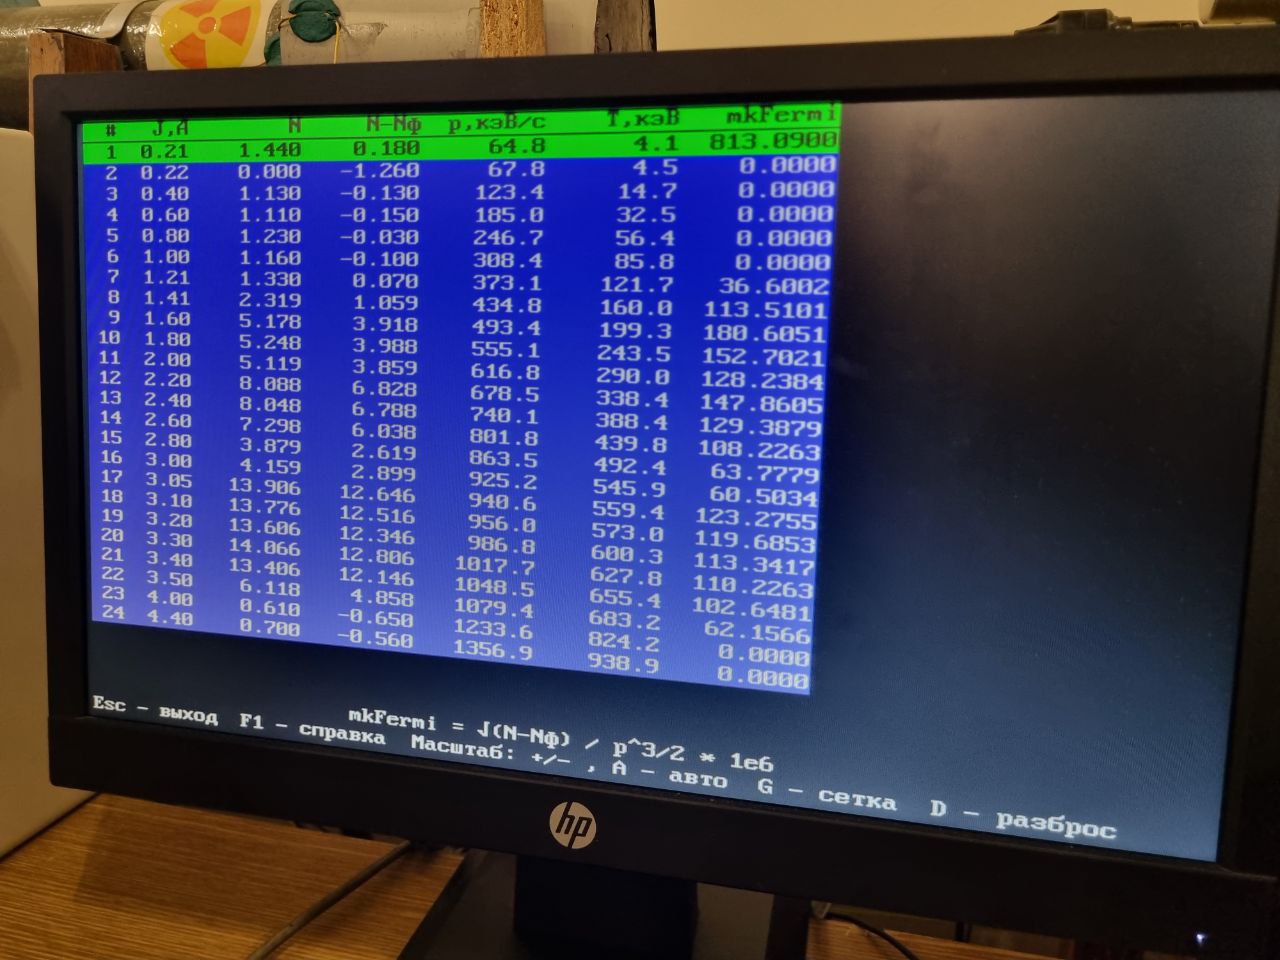 # J,A N N-Nф p,кэВ/с T,кэВ mkFermi
1 0.21 1.440 0.180 64.8 4.1 813.0900
2 0.22 0.000 -1.260 67.8 4.5 0.0000
3 0.40 1.130 -0.130 123.4 14.7 0.0000
4 0.60 1.110 -0.150 185.0 32.5 0.0000
5 0.80 1.230 -0.030 246.7 56.4 0.0000
6 1.00 1.160 -0.100 308.4 85.8 0.0000
7 1.21 1.330 0.070 373.1 121.7 36.6002
8 1.41 2.319 1.059 434.8 160.0 113.5101
9 1.60 5.178 3.918 493.4 199.3 180.6051
10 1.80 5.248 3.988 555.1 243.5 152.7021
11 2.00 5.119 3.859 616.8 290.0 128.2384
12 2.20 8.088 6.828 678.5 338.4 147.8605
13 2.40 8.048 6.788 740.1 388.4 129.3879
14 2.60 7.298 6.038 801.8 439.8 108.2263
15 2.80 3.879 2.619 863.5 492.4 63.7779
16 3.00 4.159 2.899 925.2 545.9 60.5034
17 3.05 13.906 12.646 940.6 559.4 123.2755
18 3.10 13.776 12.516 956.0 573.0 119.6853
19 3.20 13.606 12.346 986.8 600.3 113.3417
20 3.30 14.066 12.806 1017.7 627.8 110.2263
21 3.40 13.406 12.146 1048.5 655.4 102.6481
22 3.50 6.118 4.858 1079.4 683.2 62.1566
23 4.00 0.610 -0.650 1233.6 824.2 0.0000
24 4.40 0.700 -0.560 1356.9 938.9 0.0000
mkFermi = √(N-Nф) / p^3/2 * 1e6
Esc - выход F1 - справка Масштаб: +/- , A - авто G - сетка D - разброс
hp